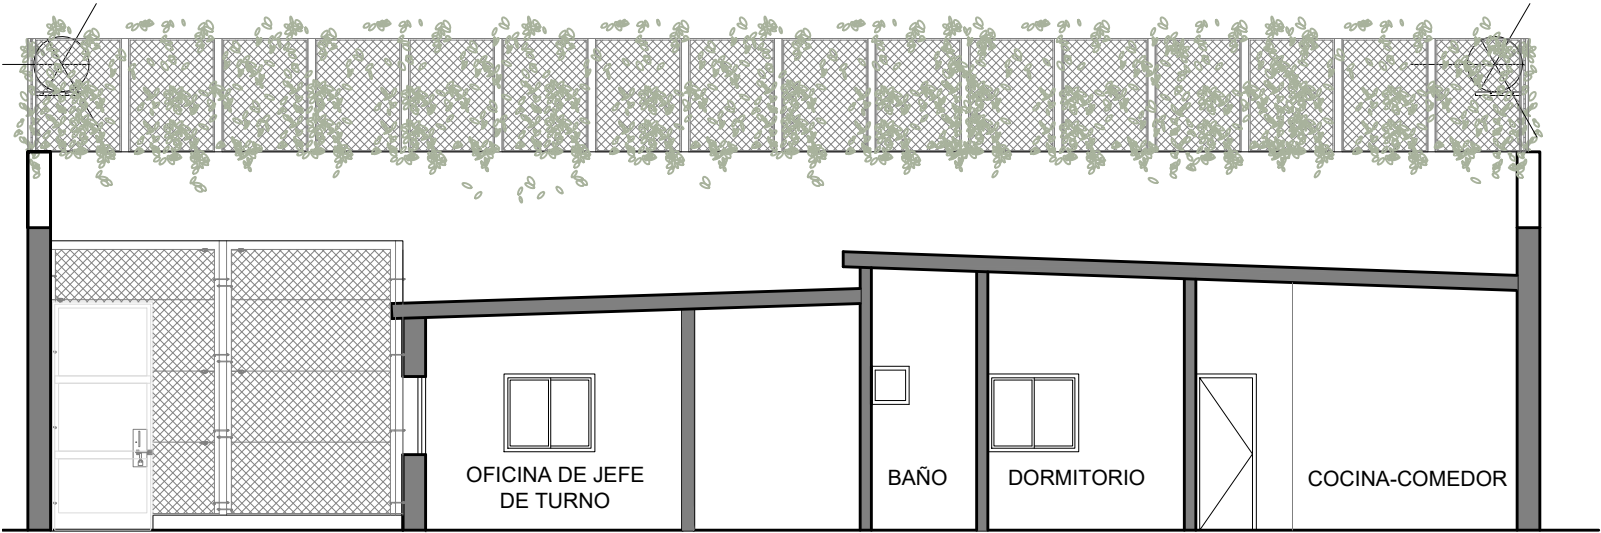 OFICINA DE JEFE
DE TURNO
BAÑO
DORMITORIO
COCINA-COMEDOR